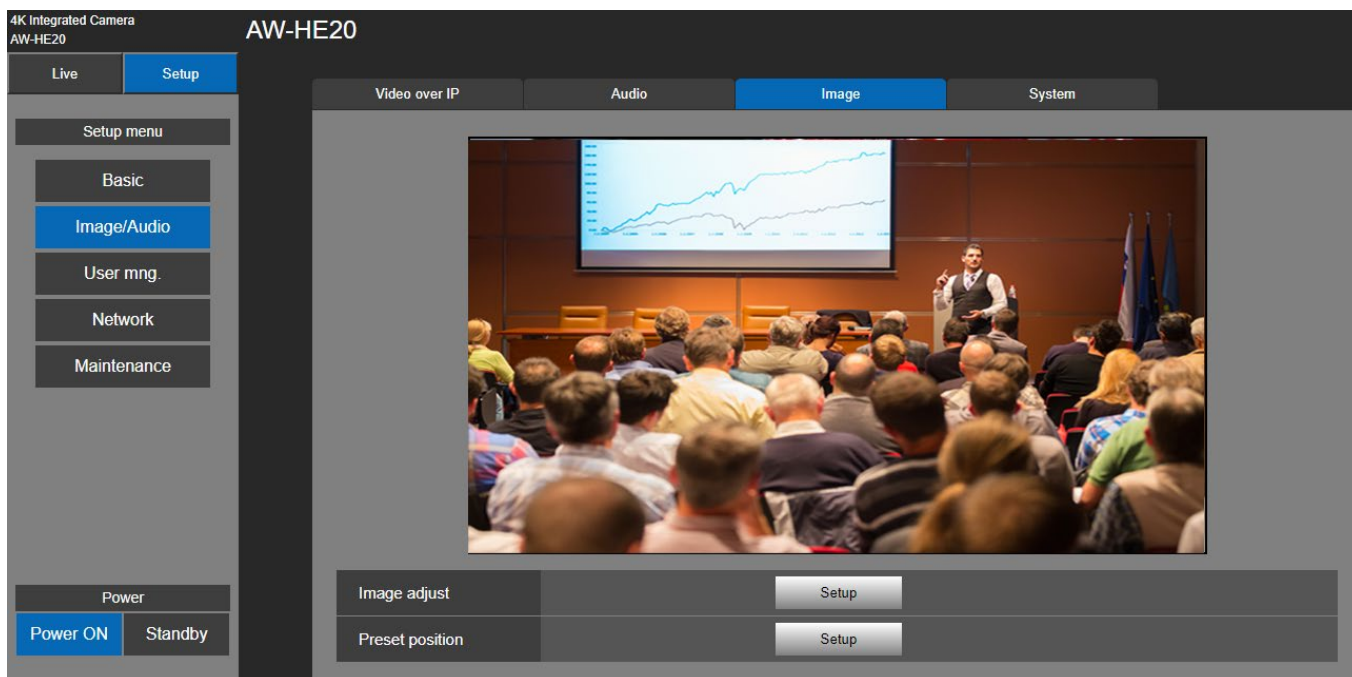 4K Integrated Camera
AW-HE20
AW-HE20
Live Setup
Video over IP Audio Image System
Setup menu
Basic
Image/Audio
User mng.
Network
Maintenance
Image adjust Setup
Preset position Setup
Power
Power ON Standby